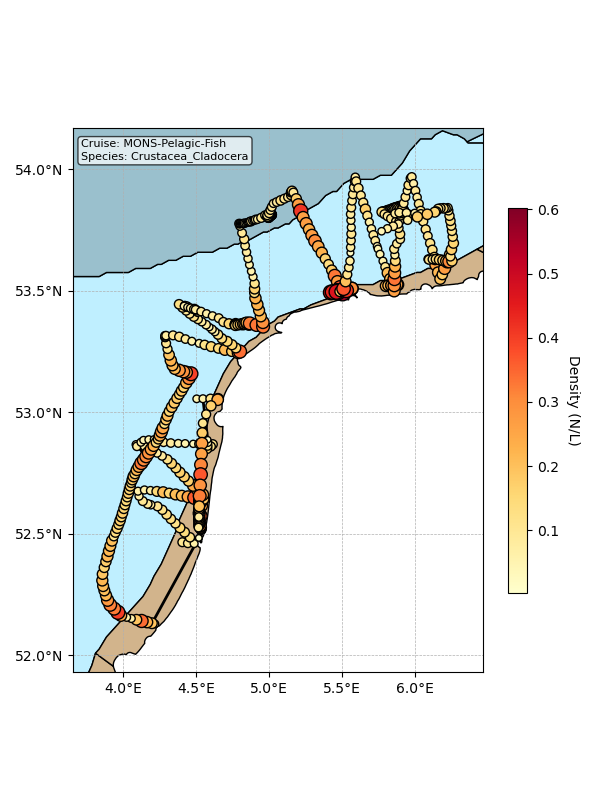 Cruise: MONS-Pelagic-Fish
Species: Crustacea_Cladocera
54.0°N
53.5°N
53.0°N
52.5°N
52.0°N
4.0°E
4.5°E
5.0°E
5.5°E
6.0°E
0.6
0.5
0.4
0.3
0.2
0.1
Density (N/L)